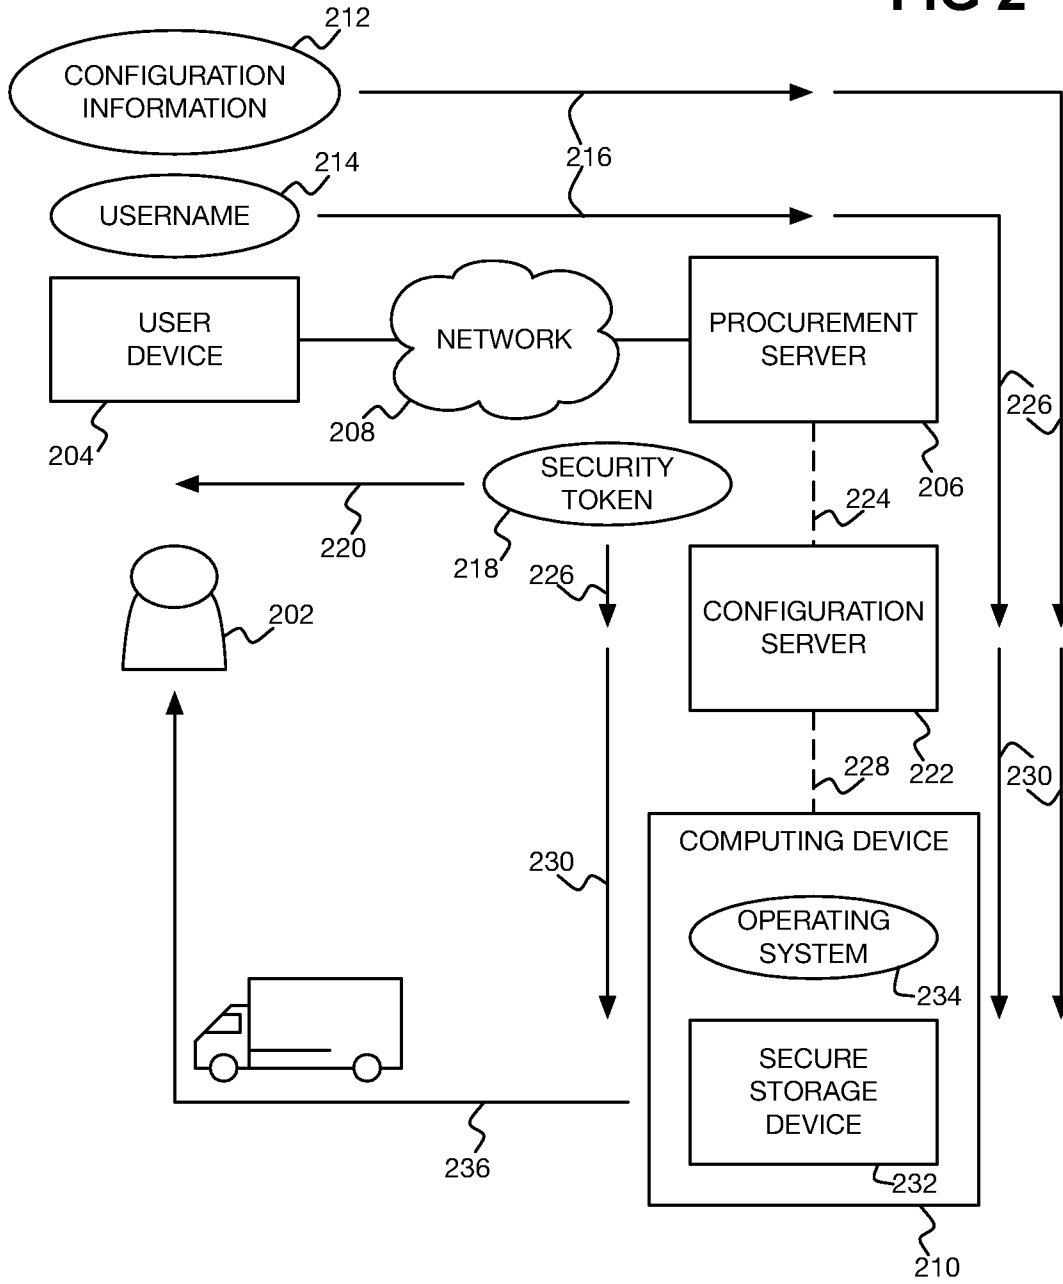 FIG 2
212
CONFIGURATION
INFORMATION
214
216
USERNAME
USER
DEVICE
NETWORK
PROCUREMENT
SERVER
226
208
204
206
SECURITY
TOKEN
224
220
218
226
202
CONFIGURATION
SERVER
228
222
230
COMPUTING DEVICE
230
OPERATING
SYSTEM
234
SECURE
STORAGE
DEVICE
236
232
210